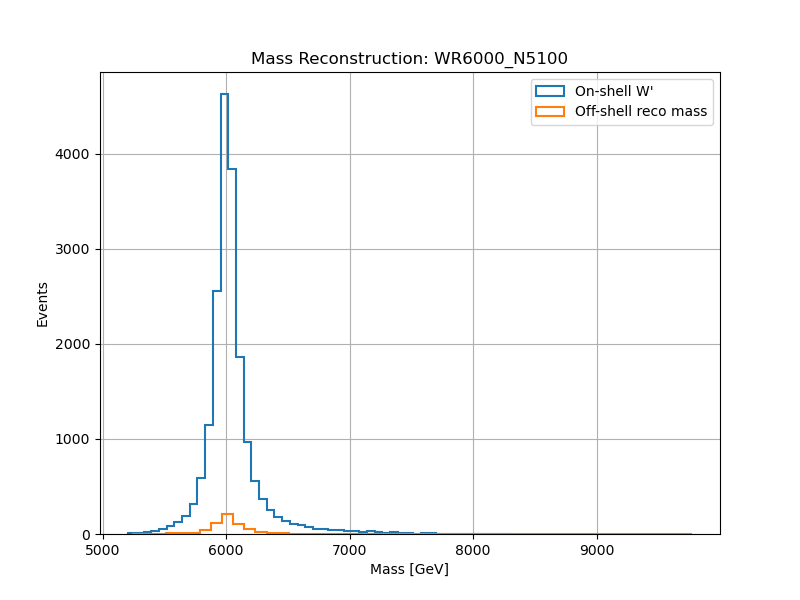 Mass Reconstruction: WR6000_N5100
On-shell W'
Off-shell reco mass
Events
4000
3000
2000
1000
0
5000 6000 7000 8000 9000
Mass [GeV]